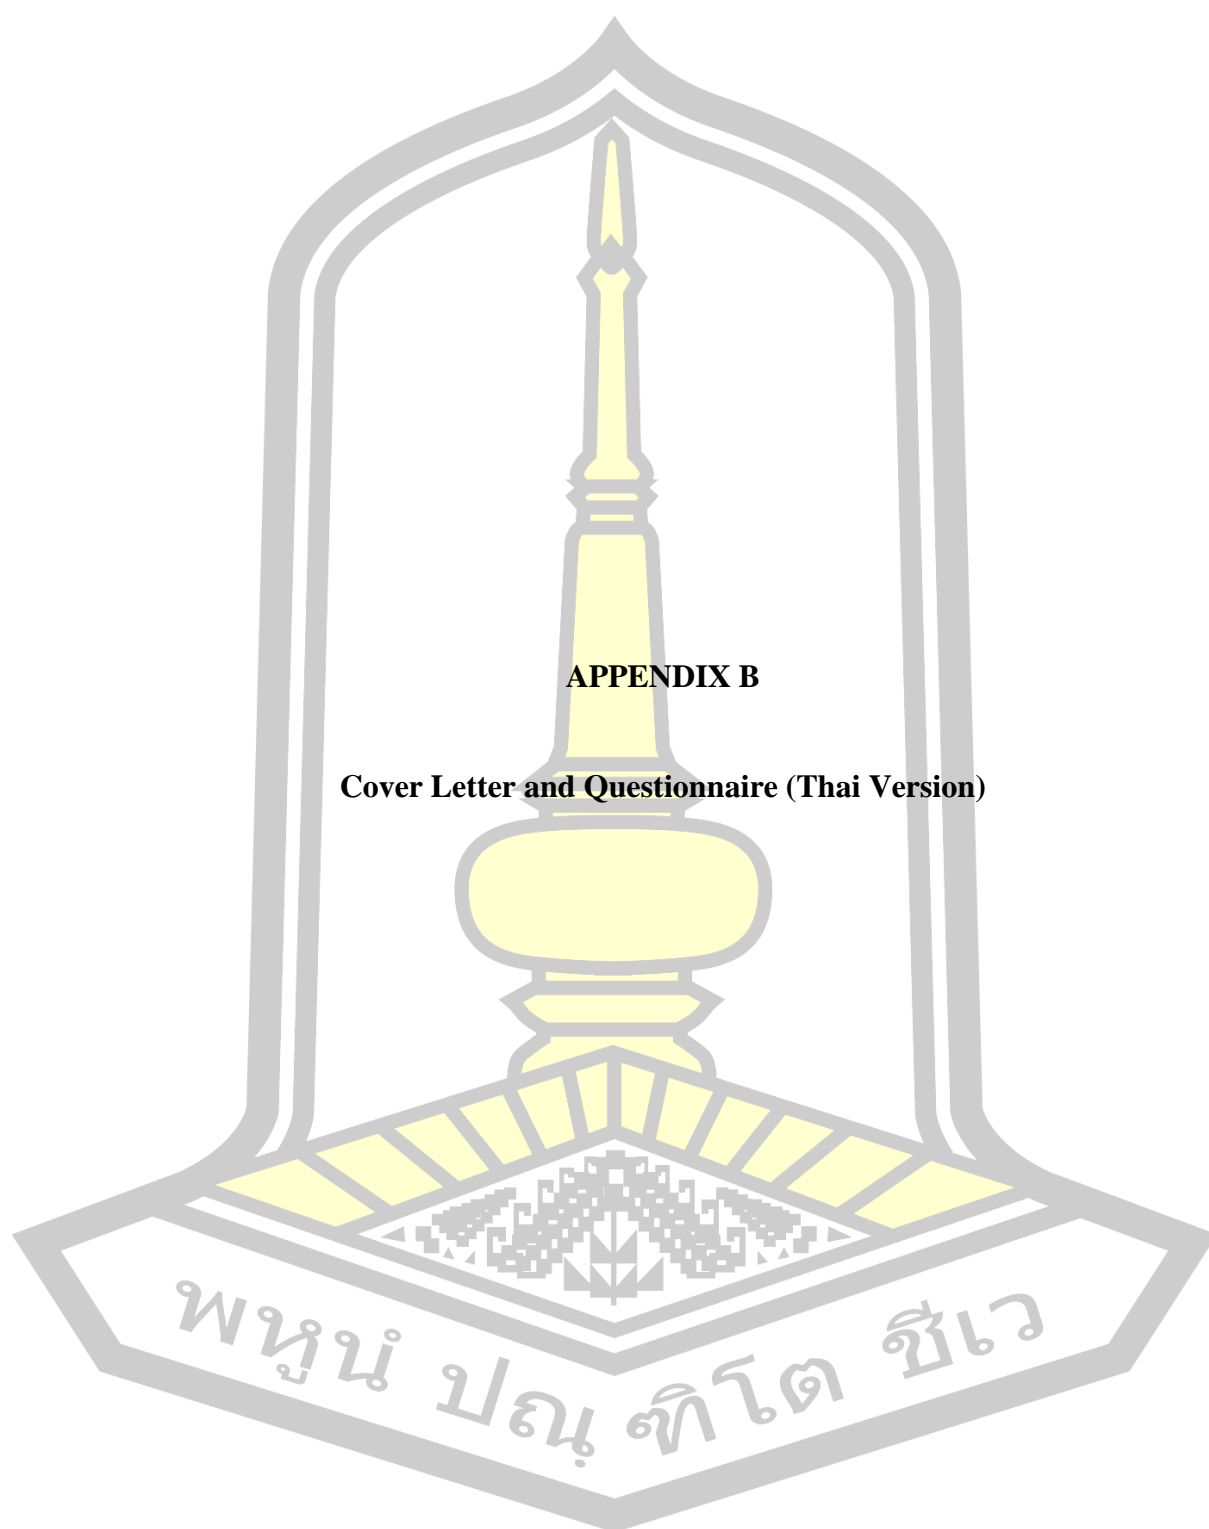 APPENDIX B
Cover Letter and Questionnaire (Thai Version)
พหูนํ ปณฺฑิโต ชีเว